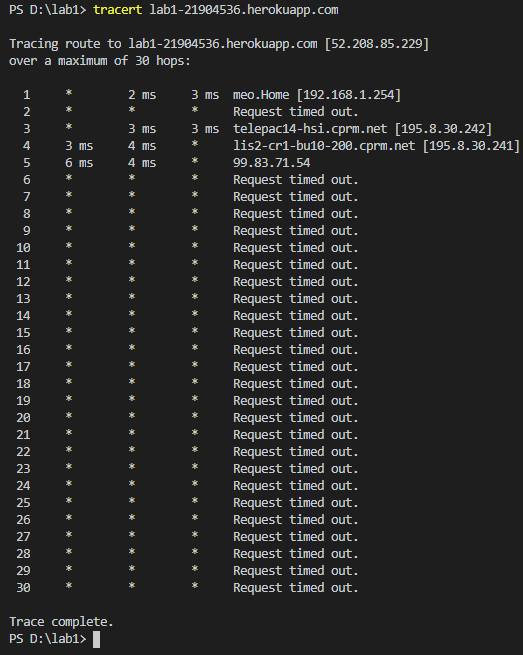 PS D:\lab1> tracert lab1-21904536.herokuapp.com
Tracing route to lab1-21904536.herokuapp.com [52.208.85.229]
over a maximum of 30 hops:
1 * 2 ms 3 ms meo.Home [192.168.1.254]
2 * * * Request timed out.
3 * 3 ms 3 ms telepac14-hsi.cprm.net [195.8.30.242]
4 3 ms 4 ms * lis2-cr1-bu10-200.cprm.net [195.8.30.241]
5 6 ms 4 ms * 99.83.71.54
6 * * * Request timed out.
7 * * * Request timed out.
8 * * * Request timed out.
9 * * * Request timed out.
10 * * * Request timed out.
11 * * * Request timed out.
12 * * * Request timed out.
13 * * * Request timed out.
14 * * * Request timed out.
15 * * * Request timed out.
16 * * * Request timed out.
17 * * * Request timed out.
18 * * * Request timed out.
19 * * * Request timed out.
20 * * * Request timed out.
21 * * * Request timed out.
22 * * * Request timed out.
23 * * * Request timed out.
24 * * * Request timed out.
25 * * * Request timed out.
26 * * * Request timed out.
27 * * * Request timed out.
28 * * * Request timed out.
29 * * * Request timed out.
30 * * * Request timed out.
Trace complete.
PS D:\lab1>